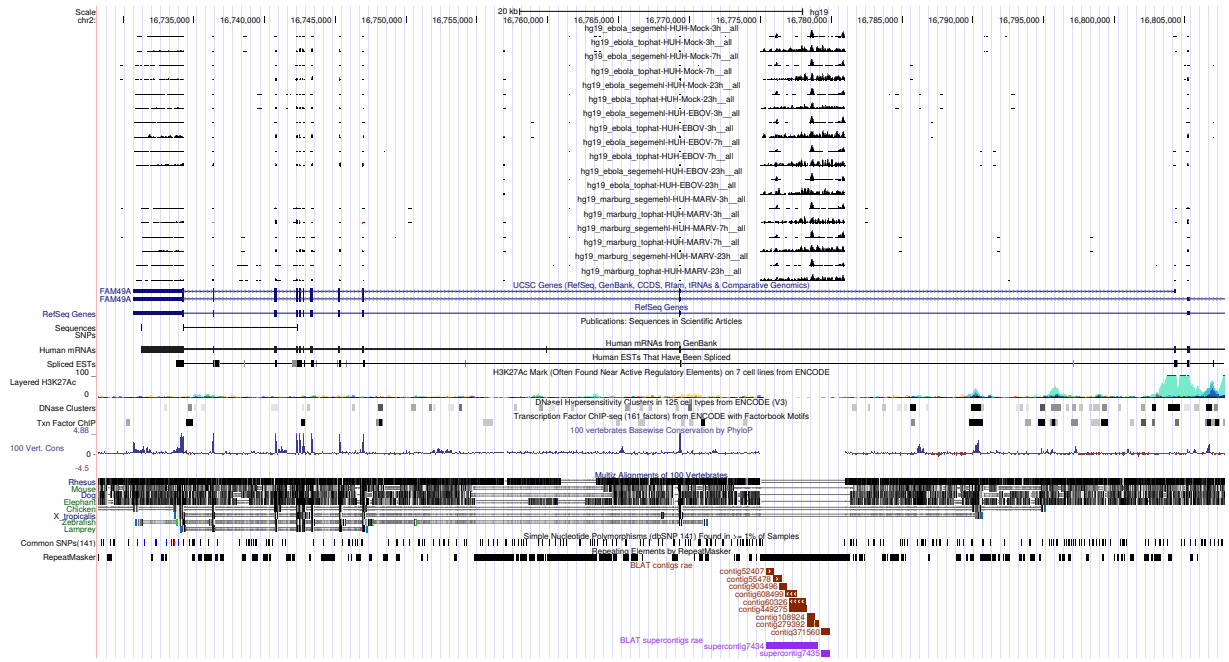 Scale 20 kb hg19
chr2: 16,735,000 16,740,000 16,745,000 16,750,000 16,755,000 16,760,000 16,765,000 16,770,000 16,775,000 16,780,000 16,785,000 16,790,000 16,795,000 16,800,000 16,805,000
hg19_ebola_segemehl-HUH-Mock-3h__all
hg19_ebola_tophat-HUH-Mock-3h__all
hg19_ebola_segemehl-HUH-Mock-7h__all
hg19_ebola_tophat-HUH-Mock-7h__all
hg19_ebola_segemehl-HUH-Mock-23h__all
hg19_ebola_tophat-HUH-Mock-23h__all
hg19_ebola_segemehl-HUH-EBOV-3h__all
hg19_ebola_tophat-HUH-EBOV-3h__all
hg19_ebola_segemehl-HUH-EBOV-7h__all
hg19_ebola_tophat-HUH-EBOV-7h__all
hg19_ebola_segemehl-HUH-EBOV-23h__all
hg19_ebola_tophat-HUH-EBOV-23h__all
hg19_marburg_segemehl-HUH-MARV-3h__all
hg19_marburg_tophat-HUH-MARV-3h__all
hg19_marburg_segemehl-HUH-MARV-7h__all
hg19_marburg_tophat-HUH-MARV-7h__all
hg19_marburg_segemehl-HUH-MARV-23h__all
hg19_marburg_tophat-HUH-MARV-23h__all
UCSC Genes (RefSeq, GenBank, CCDS, Rfam, tRNAs & Comparative Genomics)
FAM49A
FAM49A
RefSeq Genes
RefSeq Genes
Publications: Sequences in Scientific Articles
Sequences
SNPs
Human mRNAs from GenBank
Human mRNAs
Human ESTs That Have Been Spliced
Spliced ESTs
H3K27Ac Mark (Often Found Near Active Regulatory Elements) on 7 cell lines from ENCODE
100
Layered H3K27Ac
0
DNaseI Hypersensitivity Clusters in 125 cell types from ENCODE (V3)
DNase Clusters
Transcription Factor ChIP-seq (161 factors) from ENCODE with Factorbook Motifs
Txn Factor ChIP
4.88
100 vertebrates Basewise Conservation by PhyloP
100 Vert. Cons
0
-4.5
Multiz Alignments of 100 Vertebrates
Rhesus
Mouse
Dog
Elephant
Chicken
X_tropicalis
Zebrafish
Lamprey
Simple Nucleotide Polymorphisms (dbSNP 141) Found in >= 1% of Samples
Common SNPs(141)
Repeating Elements by RepeatMasker
RepeatMasker
BLAT contigs rae
contig52407
contig55478
contig903496
contig608499
contig60326
contig449275
contig108924
contig279392
contig371560
BLAT supercontigs rae
supercontig7434
supercontig7435